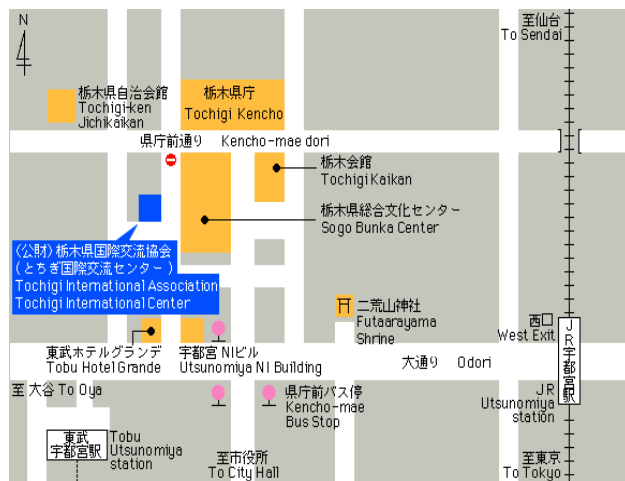 N
至仙台
To Sendai
栃木県自治会館
Tochigi-ken
Jichikaikan
栃木県庁
Tochigi Kencho
県庁前通り Kencho-mae dori
栃木会館
Tochigi Kaikan
栃木県総合文化センター
Sogo Bunka Center
(公財)栃木県国際交流協会
(とちぎ国際交流センター)
Tochigi International Association
Tochigi International Center
二荒山神社
Futaarayama
Shrine
西口
West Exit
JR宇都宮駅
東武ホテルグランデ
Tobu Hotel Grande
宇都宮 NIビル
Utsunomiya NI Building
大通り Odori
至 大谷 To Oya
県庁前バス停
Kencho-mae
Bus Stop
JR
Utsunomiya
station
東武
宇都宮駅
Tobu
Utsunomiya
station
至市役所
To City Hall
至東京
To Tokyo